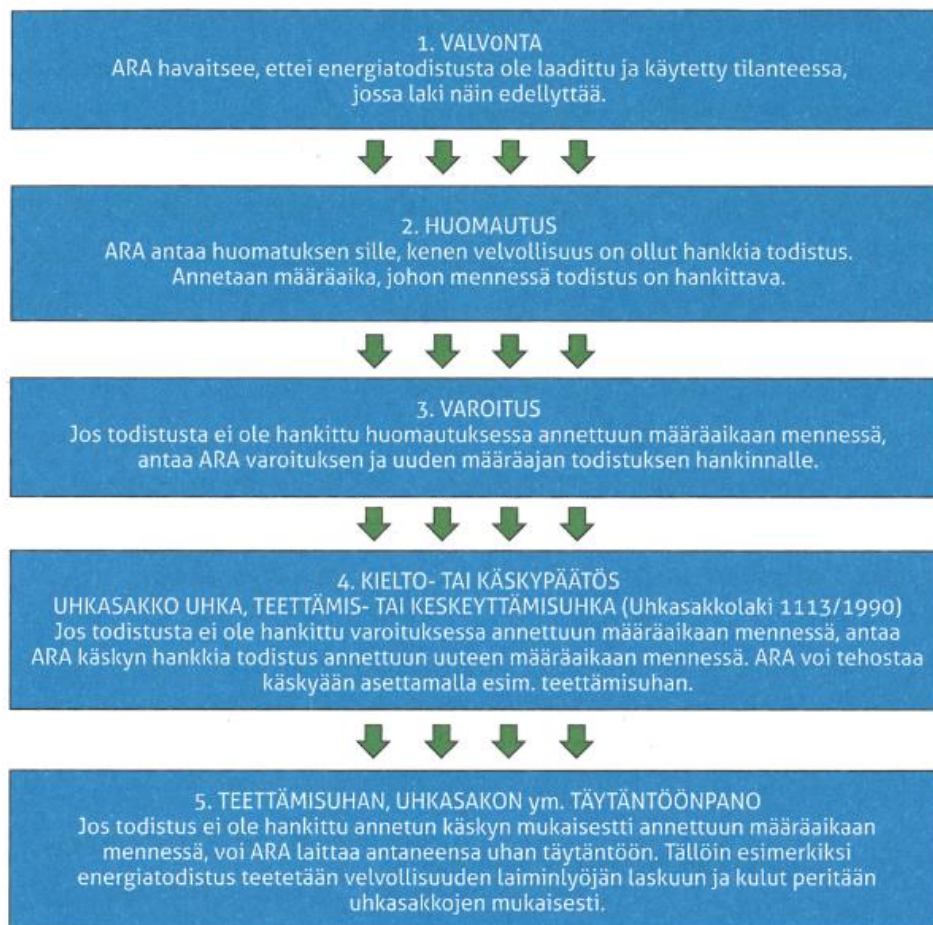 1. VALVONTA
ARA havaitsee, ettei energiatodistusta ole laadittu ja käytetty tilanteessa,
jossa laki näin edellyttää.
2. HUOMAUTUS
ARA antaa huomatuksen sille, kenen velvollisuus on ollut hankkia todistus.
Annetaan määräaika, johon mennessä todistus on hankittava.
3. VAROITUS
Jos todistusta ei ole hankittu huomautuksessa annettuun määräaikaan mennessä,
antaa ARA varoituksen ja uuden määräajan todistuksen hankinnalle.
4. KIELTO- TAI KÄSKYPÄÄTÖS
UHKASAKKO UHKA, TEETTÄMIS- TAI KESKEYTTÄMISUHKA (Uhkasakkolaki 1113/1990)
Jos todistusta ei ole hankittu varoituksessa annettuun määräaikaan mennessä, antaa
ARA käskyn hankkia todistus annettuun uuteen määräaikaan mennessä. ARA voi tehostaa
käskyään asettamalla esim. teettämisuhan.
5. TEETTÄMISUHAN, UHKASAKON ym. TÄYTÄNTÖÖNPANO
Jos todistus ei ole hankittu annetun käskyn mukaisestti annettuun määräaikaan
mennessä, voi ARA laittaa antaneensa uhan täytäntöön. Tällöin esimerkiksi
energiatodistus teetetään velvollisuuden laiminlyöjän laskuun ja kulut peritään
uhkasakkojen mukaisesti.